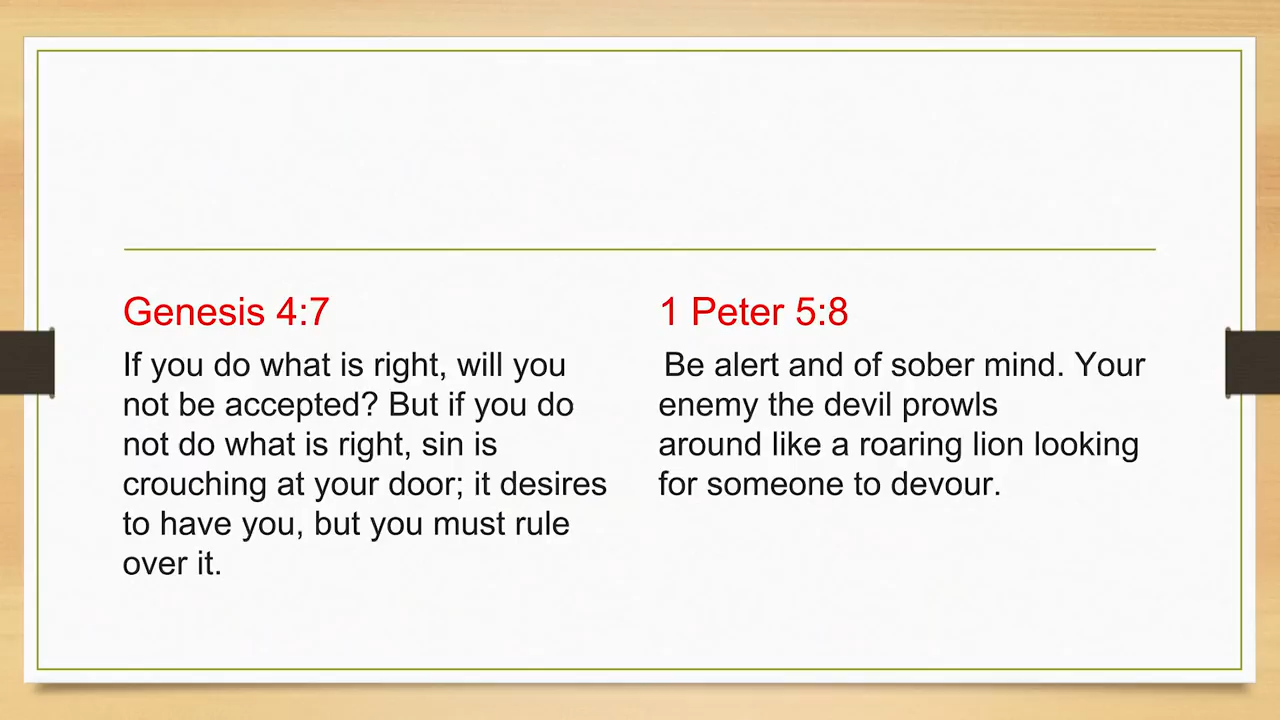 Genesis 4:7
If you do what is right, will you
not be accepted? But if you do
not do what is right, sin is
crouching at your door; it desires
to have you, but you must rule
over it.
1 Peter 5:8
Be alert and of sober mind. Your
enemy the devil prowls
around like a roaring lion looking
for someone to devour.